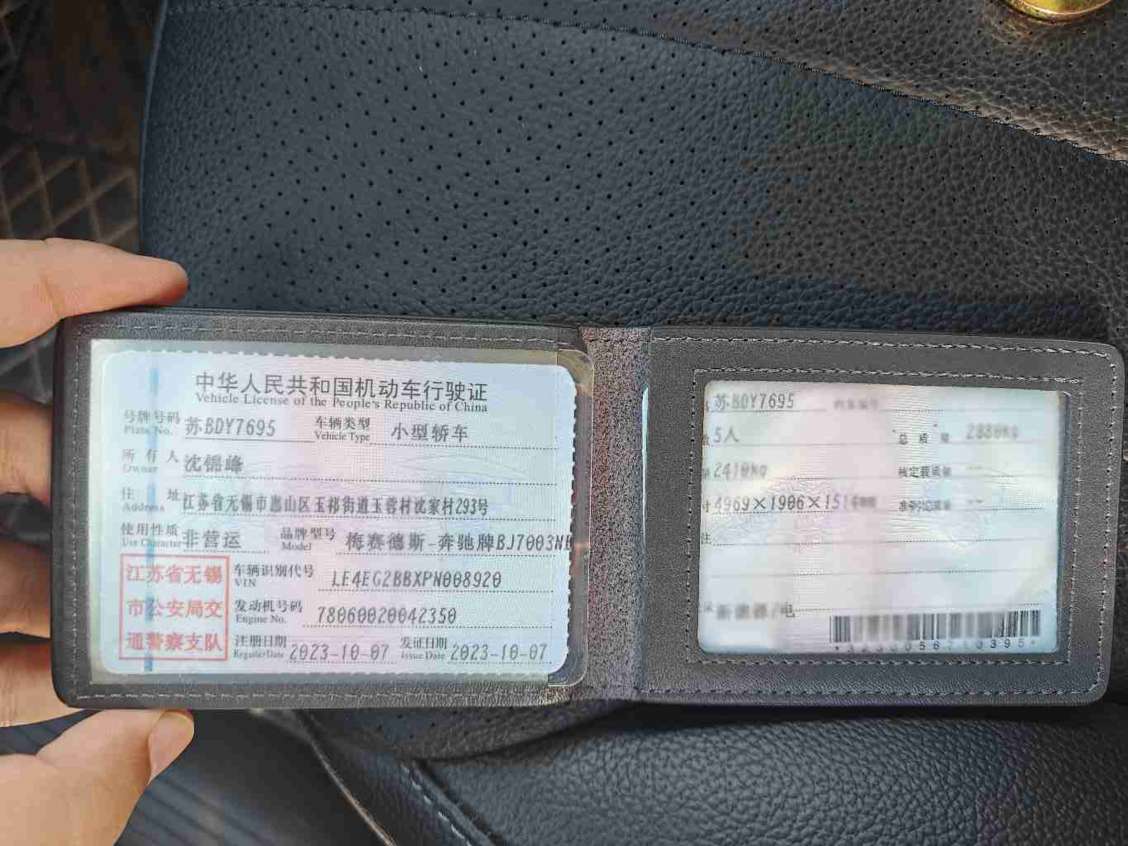 中华人民共和国机动车行驶证
Vehicle License of the People's Republic of China
号牌号码 苏BDY7695 车辆类型 小型轿车
Plate No. Vehicle Type
所有人 沈锡峰
Owner
住址 江苏省无锡市惠山区玉祁街道玉蓉村沈家村293号
Address
使用性质 非营运 品牌型号 梅赛德斯-奔驰牌BJ7003NE
Use Character Model
江苏省无锡
市公安局交
通警察支队
车辆识别代号 LE4EG2BBXPN008920
VIN
发动机号码 78060020042350
Engine No.
注册日期 2023-10-07 发证日期 2023-10-07
Register Date Issue Date
苏BDY7695
5人 总质量 2880kg
2410kg 核定载质量
寸 4969×1906×151
注